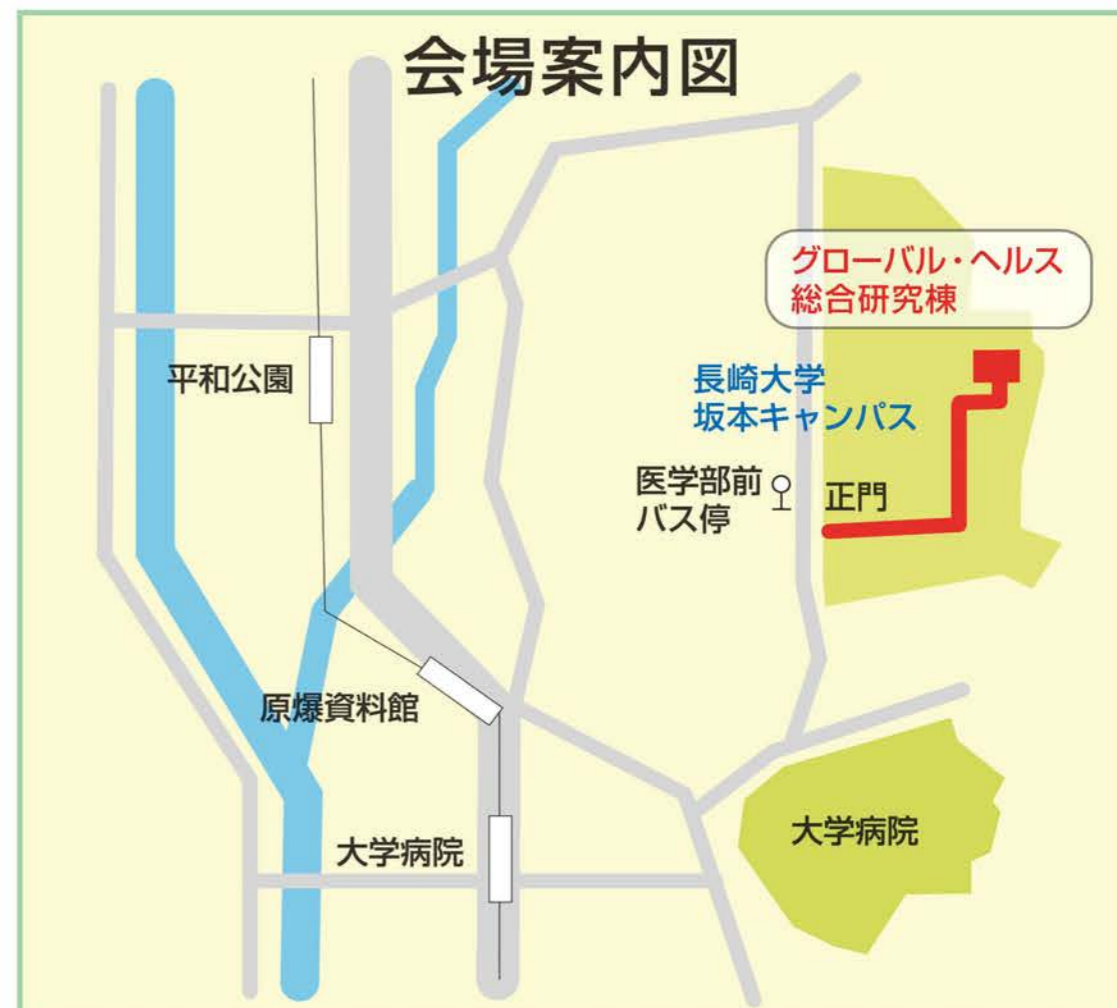 会場案内図
グローバル・ヘルス
総合研究棟
平和公園
長崎大学
坂本キャンパス
医学部前
バス停
正門
原爆資料館
大学病院
大学病院